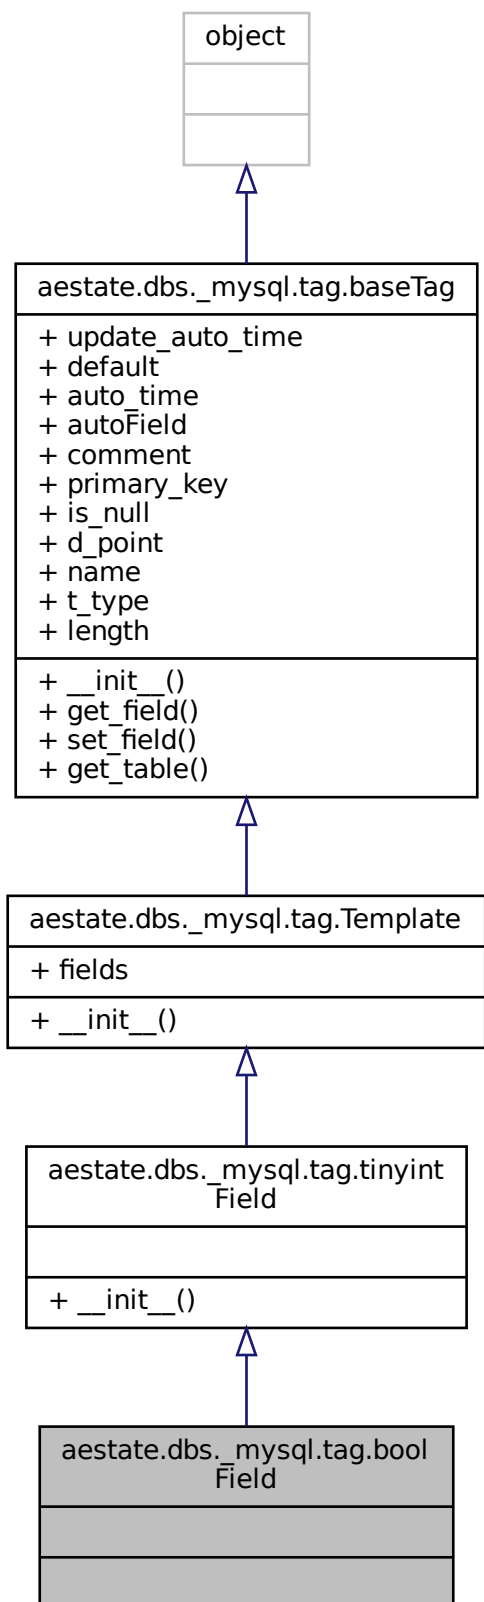 object
aestate.dbs._mysql.tag.baseTag
+ update_auto_time
+ default
+ auto_time
+ autoField
+ comment
+ primary_key
+ is_null
+ d_point
+ name
+ t_type
+ length
+ __init__()
+ get_field()
+ set_field()
+ get_table()
aestate.dbs._mysql.tag.Template
+ fields
+ __init__()
aestate.dbs._mysql.tag.tinyint
Field
+ __init__()
aestate.dbs._mysql.tag.bool
Field